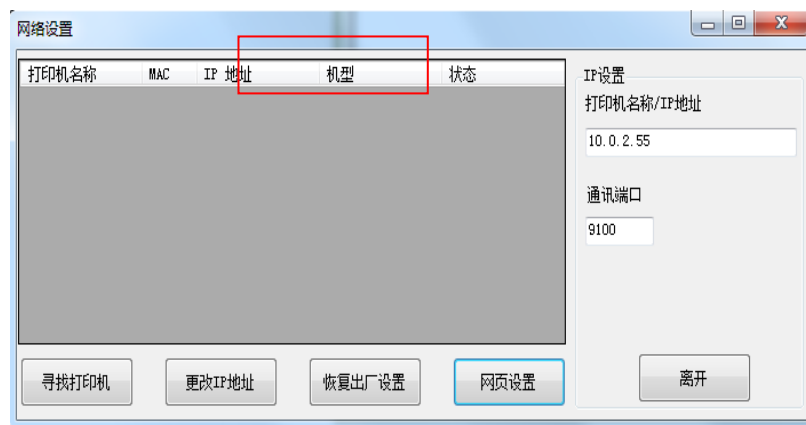 网络设置
打印机名称 MAC IP 地址 机型 状态
IP设置
打印机名称/IP地址
10.0.2.55
通讯端口
9100
寻找打印机 更改IP地址 恢复出厂设置 网页设置 离开